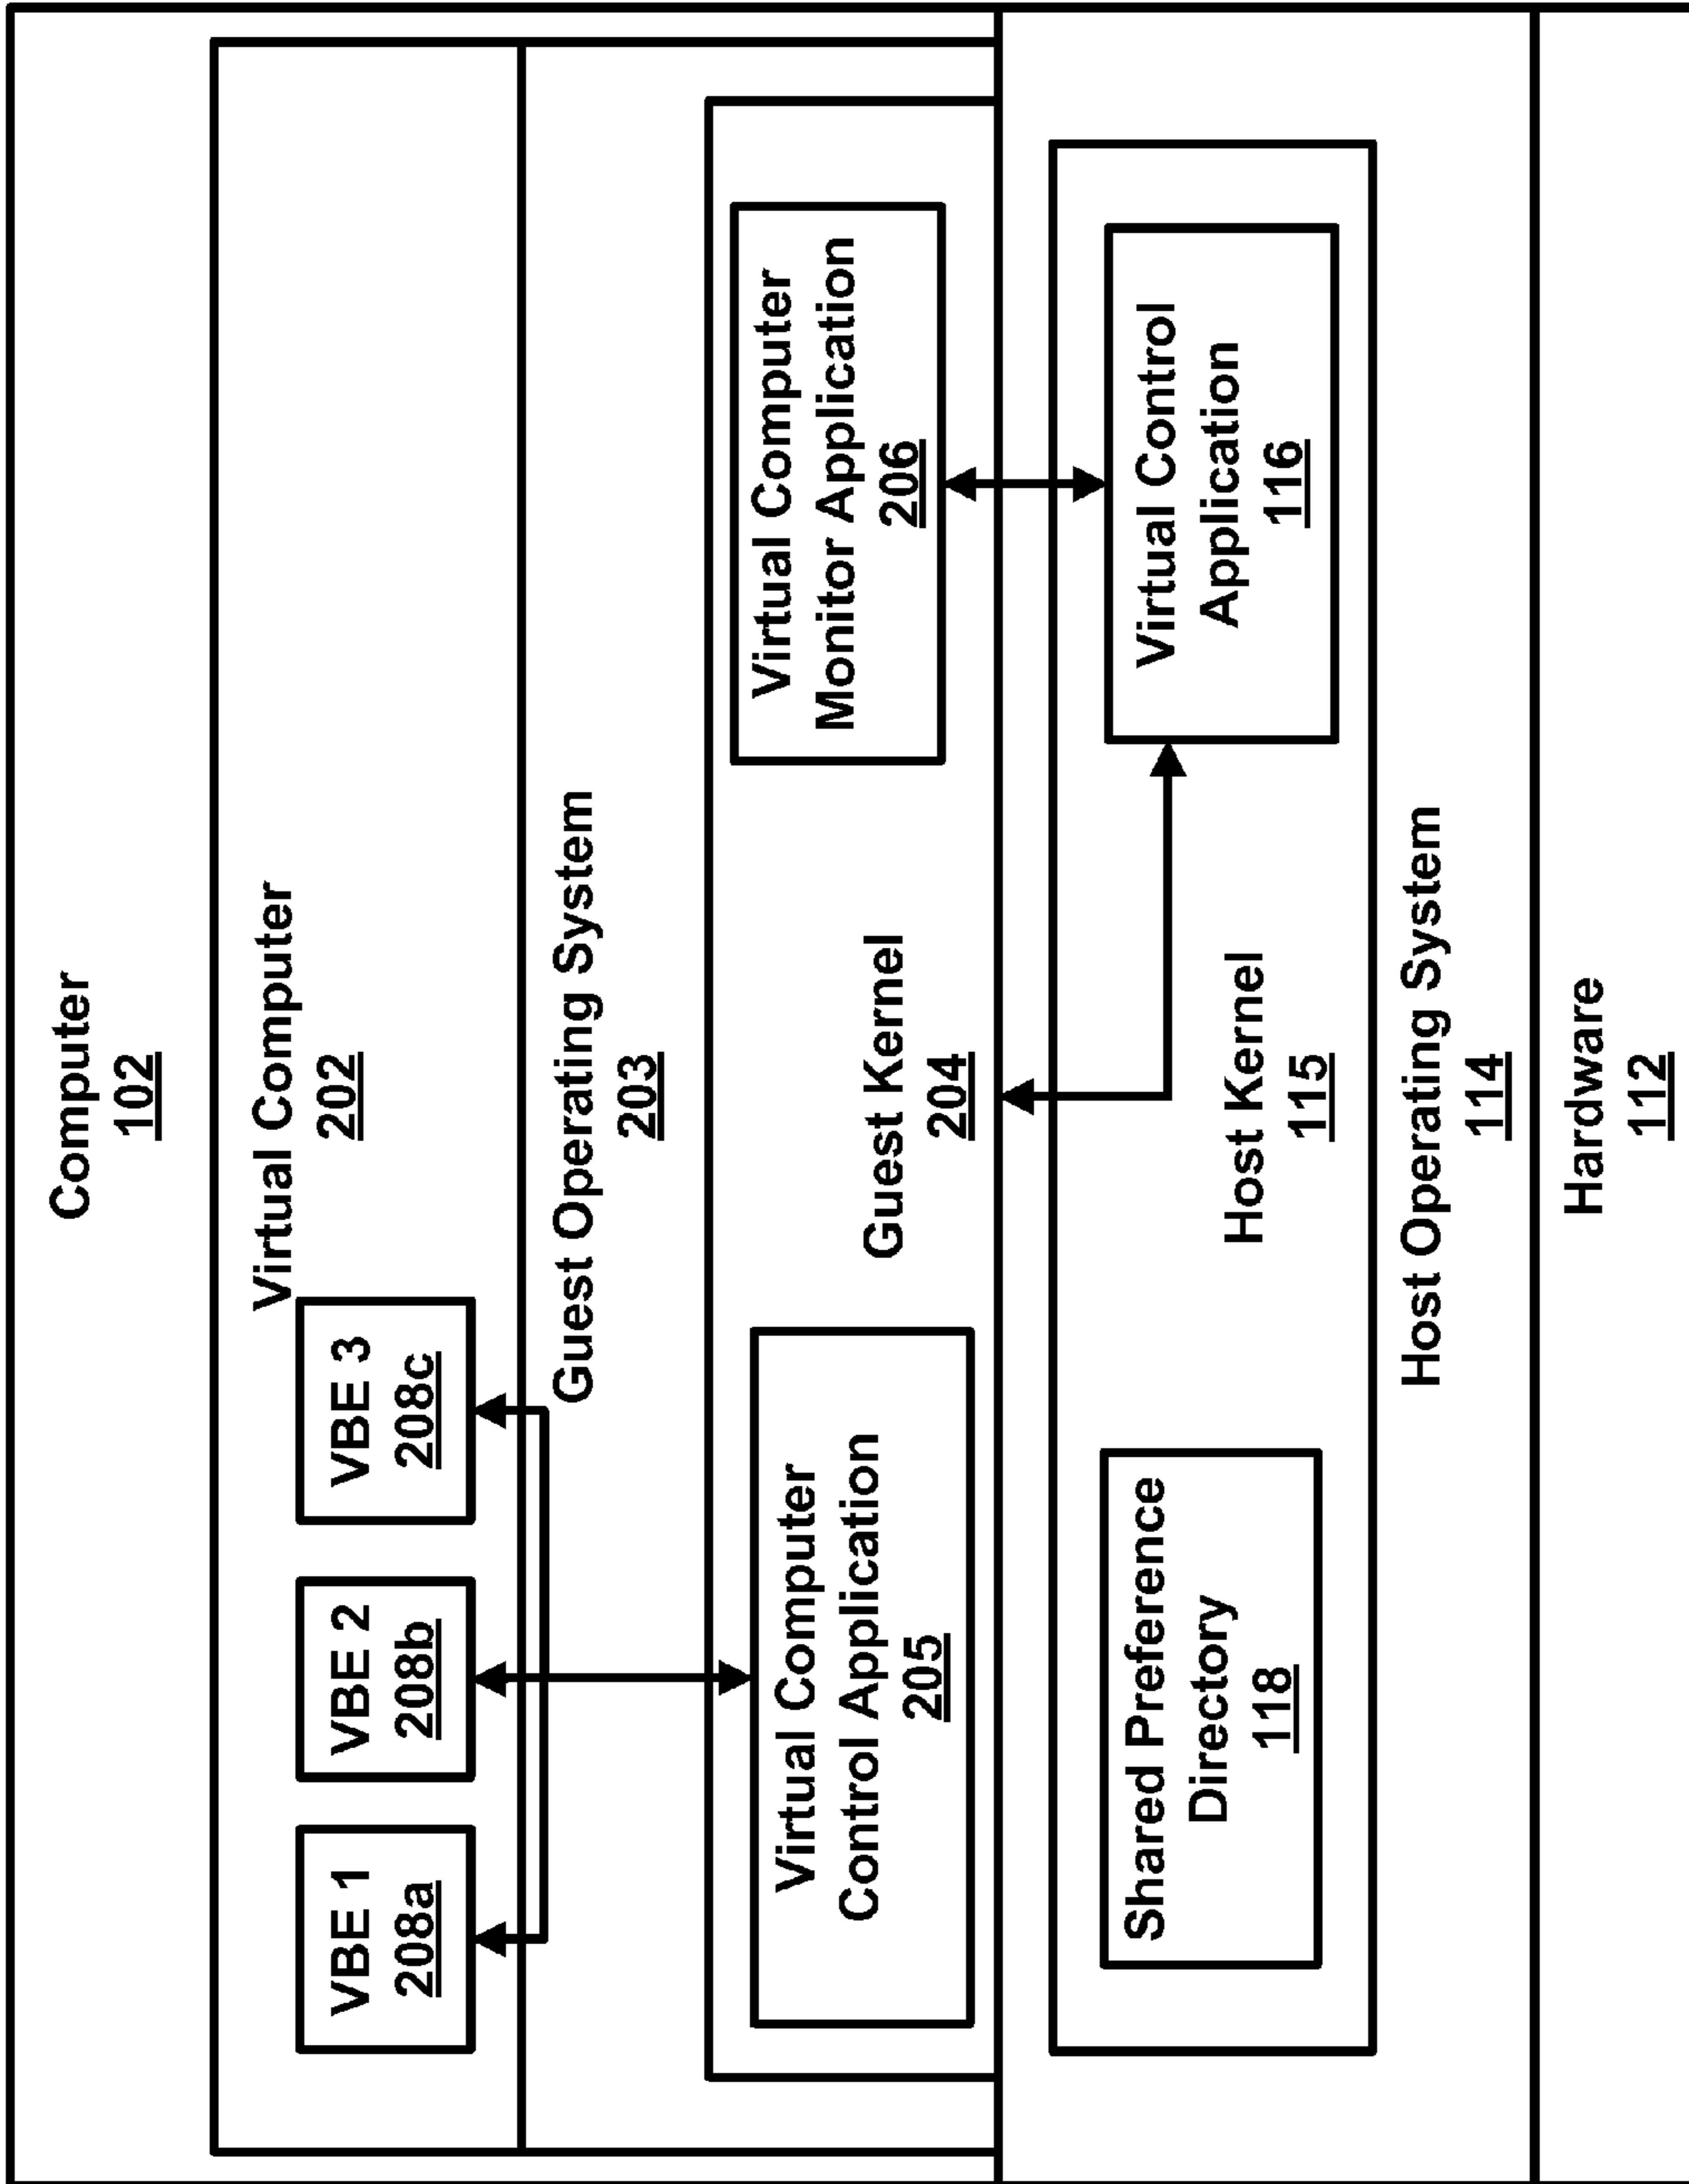 Computer
102
Virtual Computer
202
VBE 1
208a
VBE 2
208b
VBE 3
208c
Guest Operating System
203
Virtual Computer
Control Application
205
Guest Kernel
204
Virtual Computer
Monitor Application
206
Shared Preference
Directory
118
Host Kernel
115
Virtual Control
Application
116
Host Operating System
114
Hardware
112